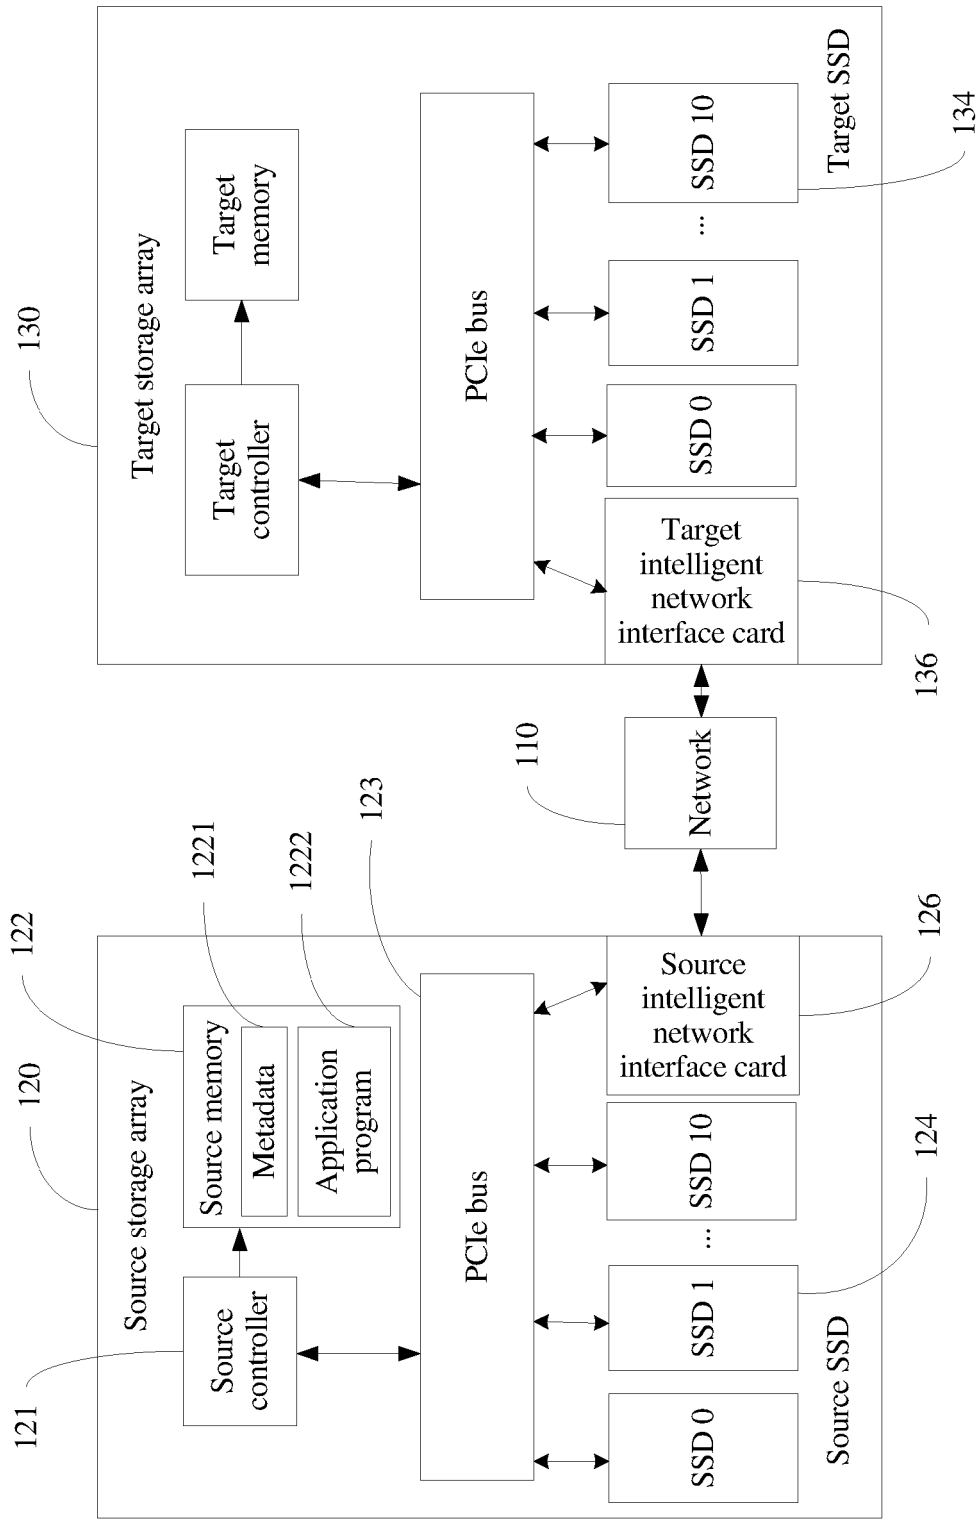 120
122
Source storage array
121
Source controller
Source memory
Metadata
Application program
1221
1222
123
PCIe bus
SSD 0
SSD 1
...
SSD 10
Source
intelligent
network
interface card
Source SSD
124
126
110
Network
130
Target storage array
Target
controller
Target
memory
PCIe bus
Target
intelligent
network
interface card
SSD 0
SSD 1
...
SSD 10
Target SSD
136
134